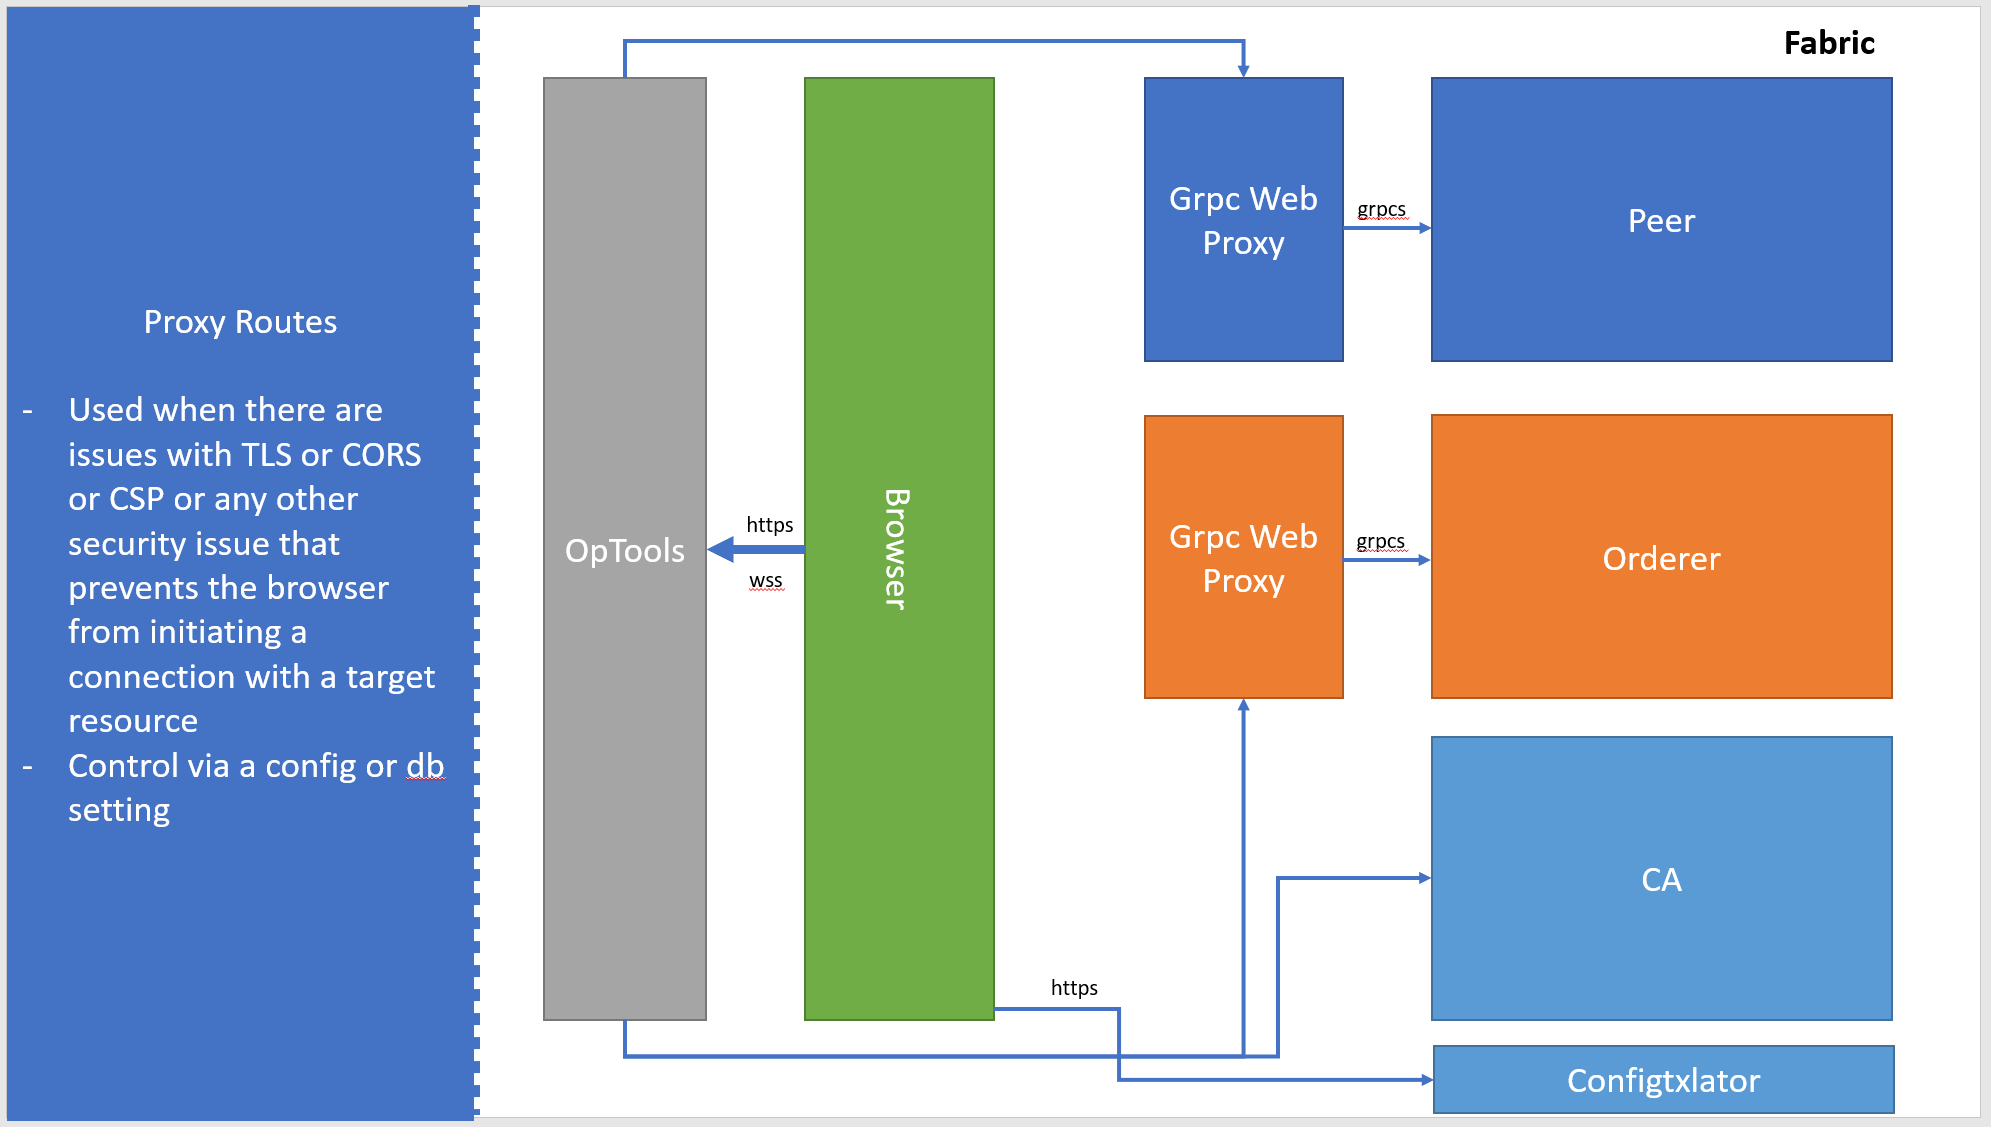 Proxy Routes
- Used when there are
issues with TLS or CORS
or CSP or any other
security issue that
prevents the browser
from initiating a
connection with a target
resource
- Control via a config or db
setting
Fabric
OpTools
https
wss
Browser
Grpc Web
Proxy
grpcs
Peer
Grpc Web
Proxy
grpcs
Orderer
CA
https
Configtxlator